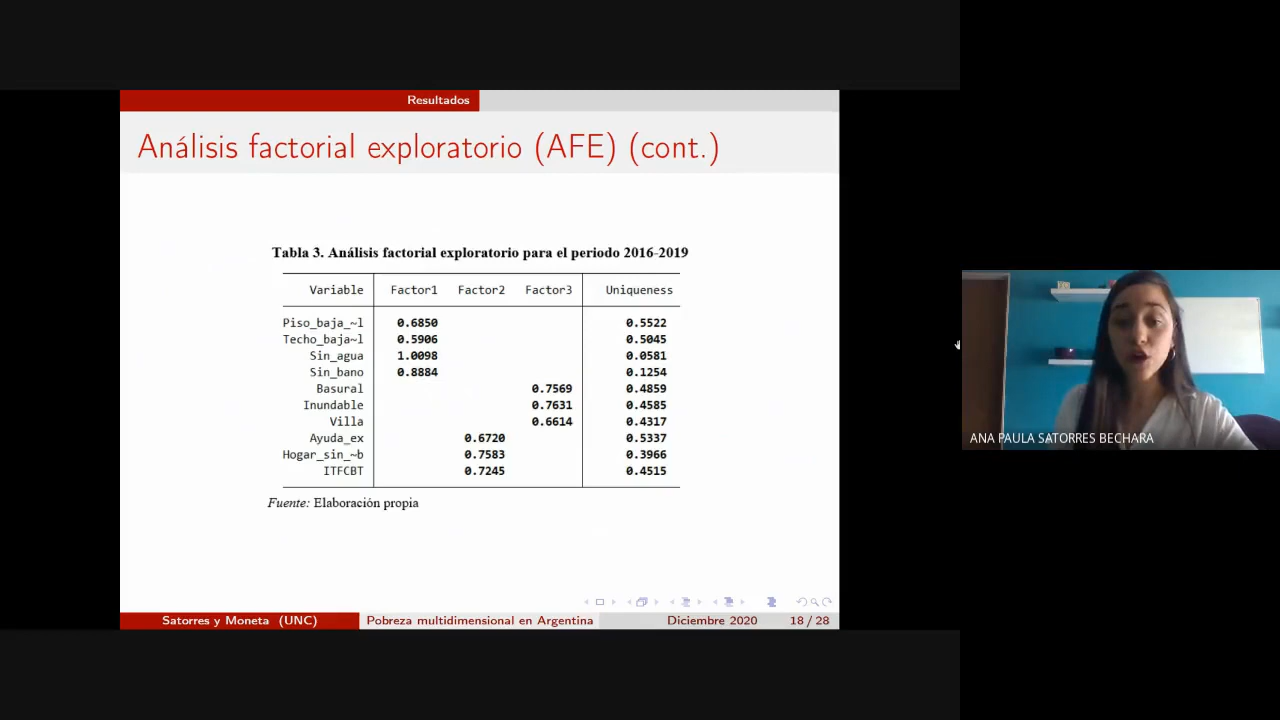 Resultados
Análisis factorial exploratorio (AFE) (cont.)
Tabla 3. Análisis factorial exploratorio para el periodo 2016-2019
Variable Factor1 Factor2 Factor3 Uniqueness
Piso_baja_~l 0.6850 0.5522
Techo_baja~l 0.5906 0.5045
Sin_agua 1.0098 0.0581
Sin_bano 0.8884 0.1254
Basural 0.7569 0.4859
Inundable 0.7631 0.4585
Villa 0.6614 0.4317
Ayuda_ex 0.6720 0.5337
Hogar_sin_~b 0.7583 0.3966
ITFCBT 0.7245 0.4515
Fuente: Elaboración propia
Satorres y Moneta (UNC) Pobreza multidimensional en Argentina Diciembre 2020 18 / 28
ANA PAULA SATORRES BECHARA